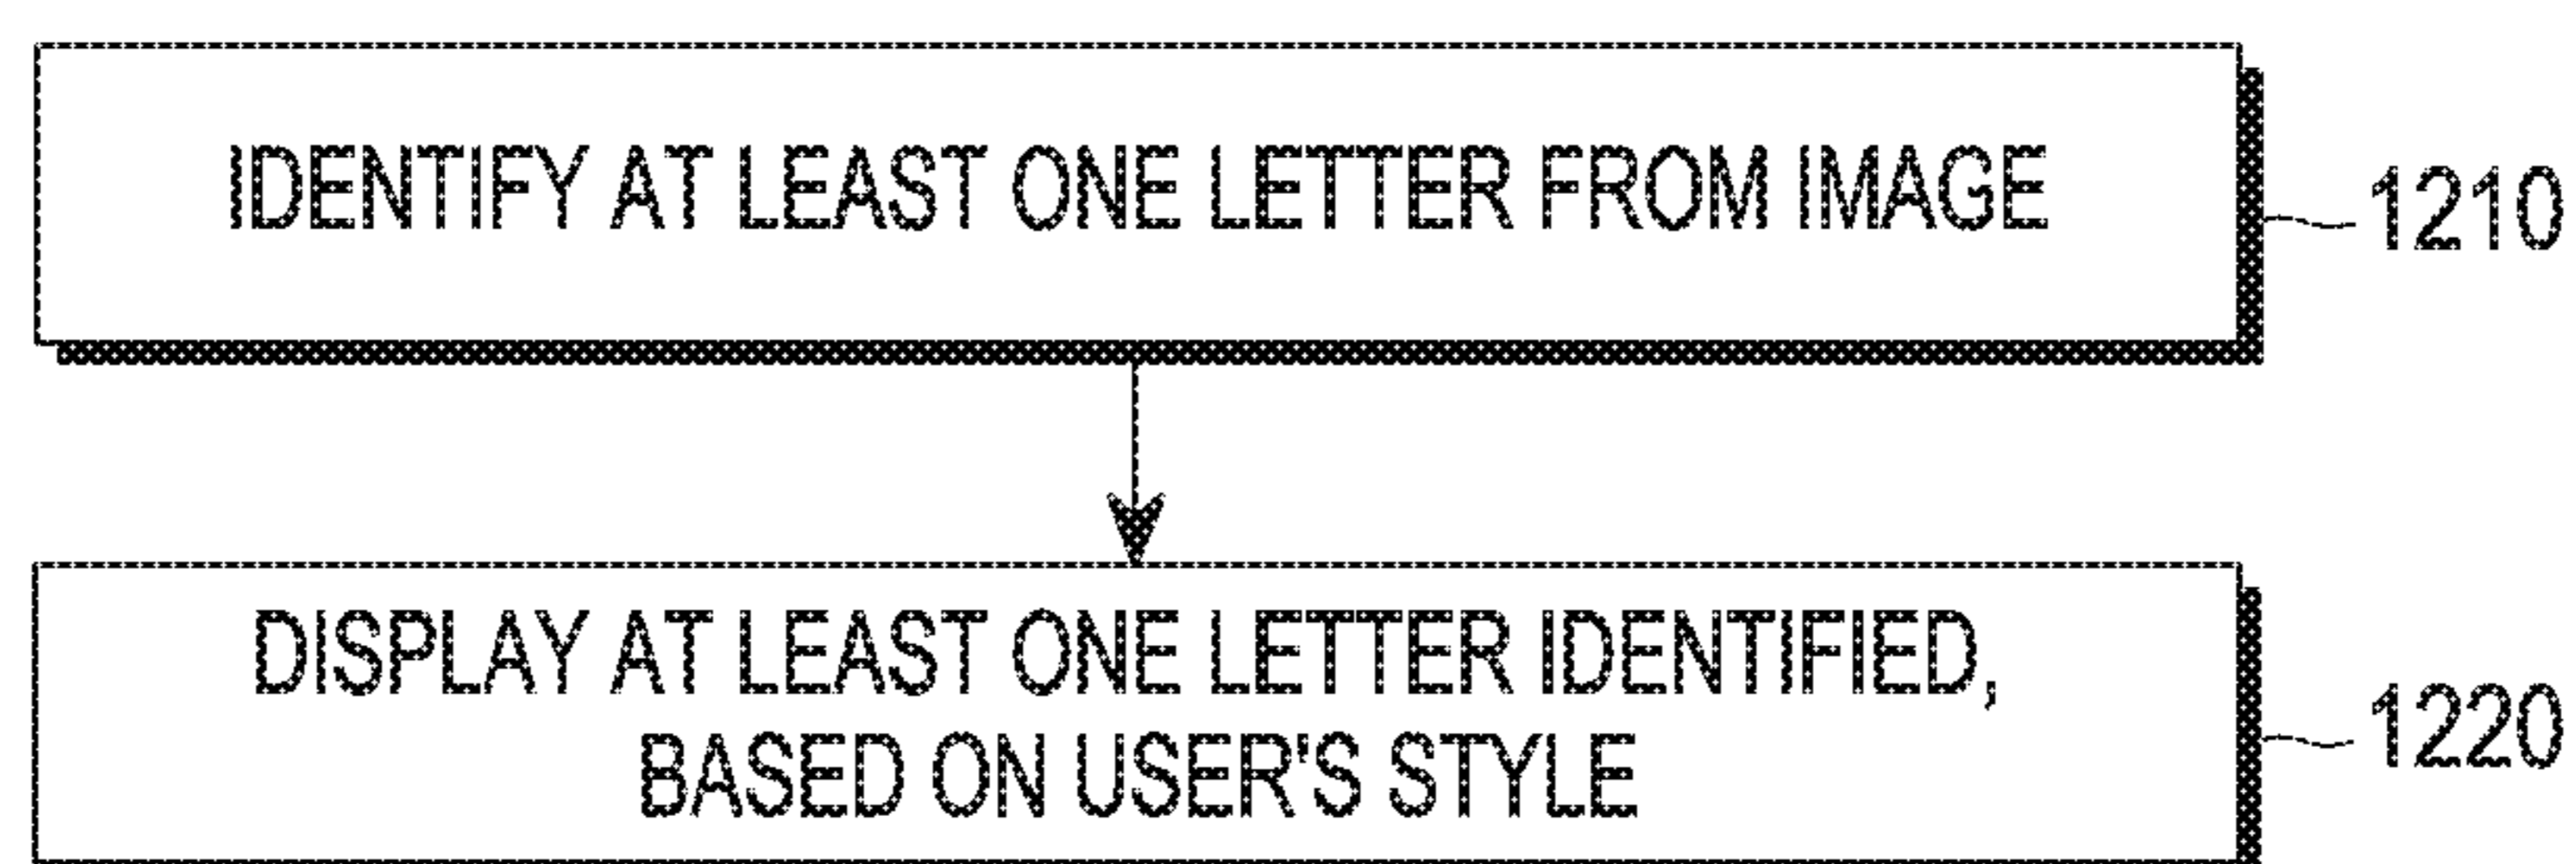 IDENTIFY AT LEAST ONE LETTER FROM IMAGE
1210
DISPLAY AT LEAST ONE LETTER IDENTIFIED,
BASED ON USER'S STYLE
1220